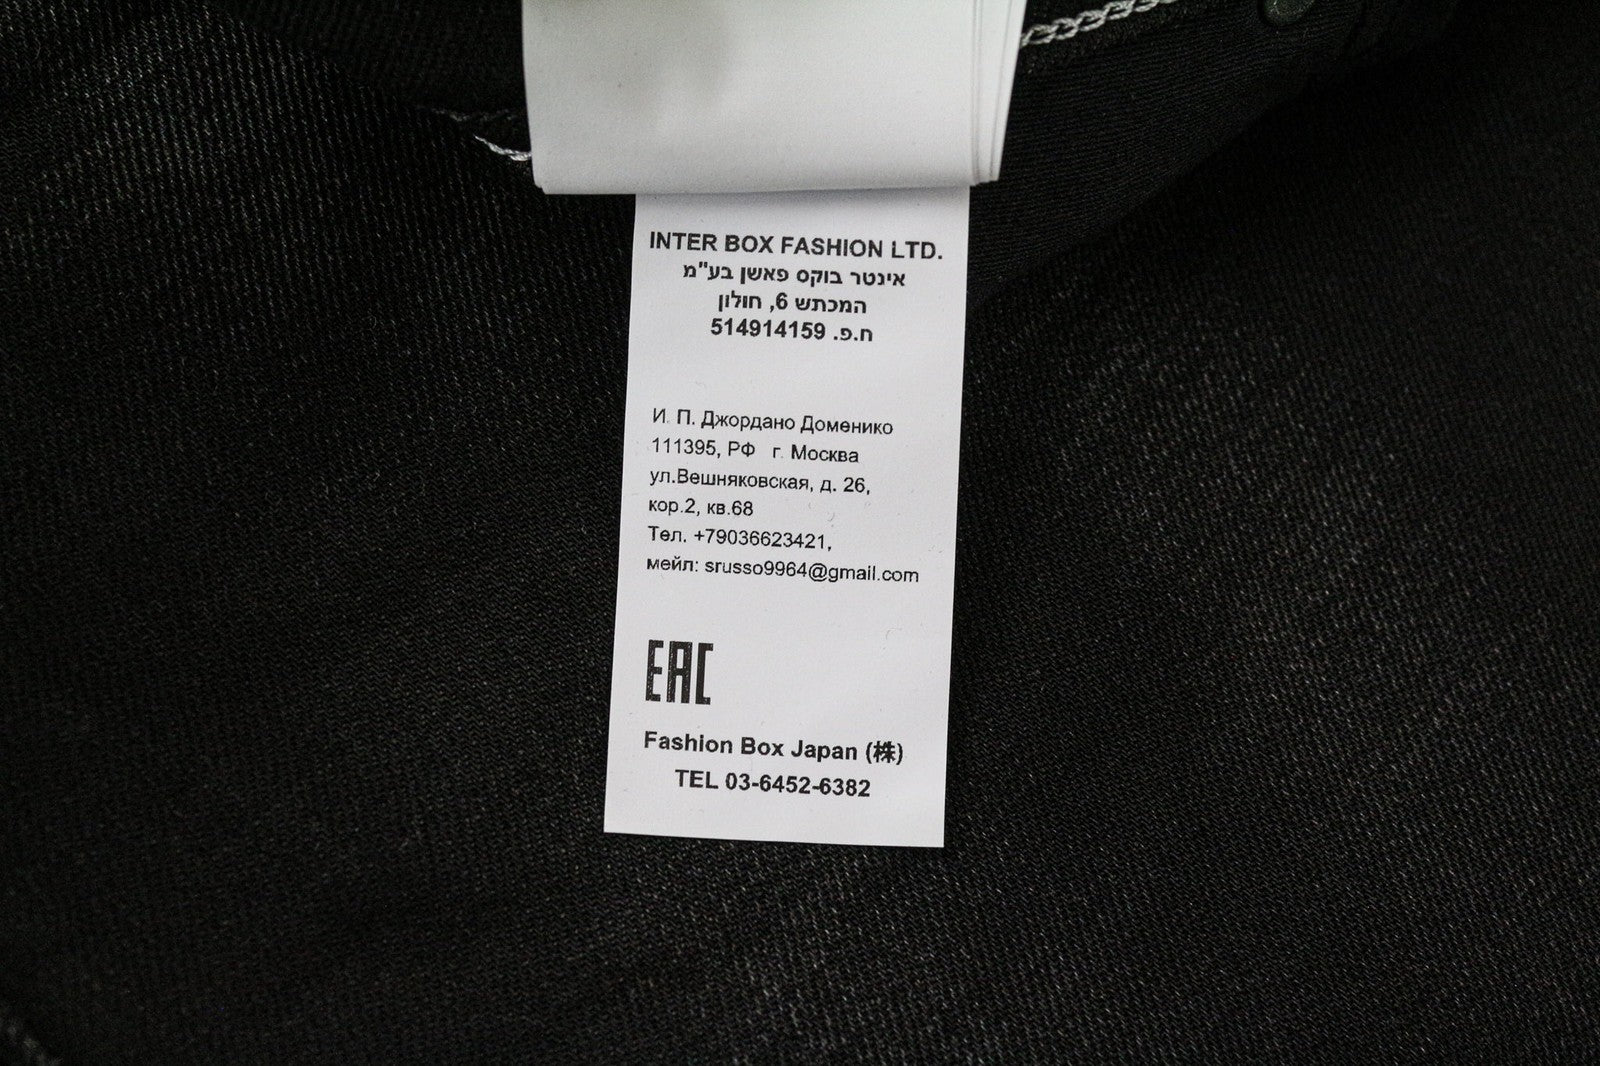 INTER BOX FASHION LTD.
אינטר בוקס פאשן בע"מ
המכתש 6, חולון
ח.פ. 514914159
И. П. Джордано Доменико
111395, РФ г. Москва
ул.Вешняковская, д. 26,
кор.2, кв.68
Тел. +79036623421,
мейл: srusso9964@gmail.com
EAC
Fashion Box Japan (株)
TEL 03-6452-6382